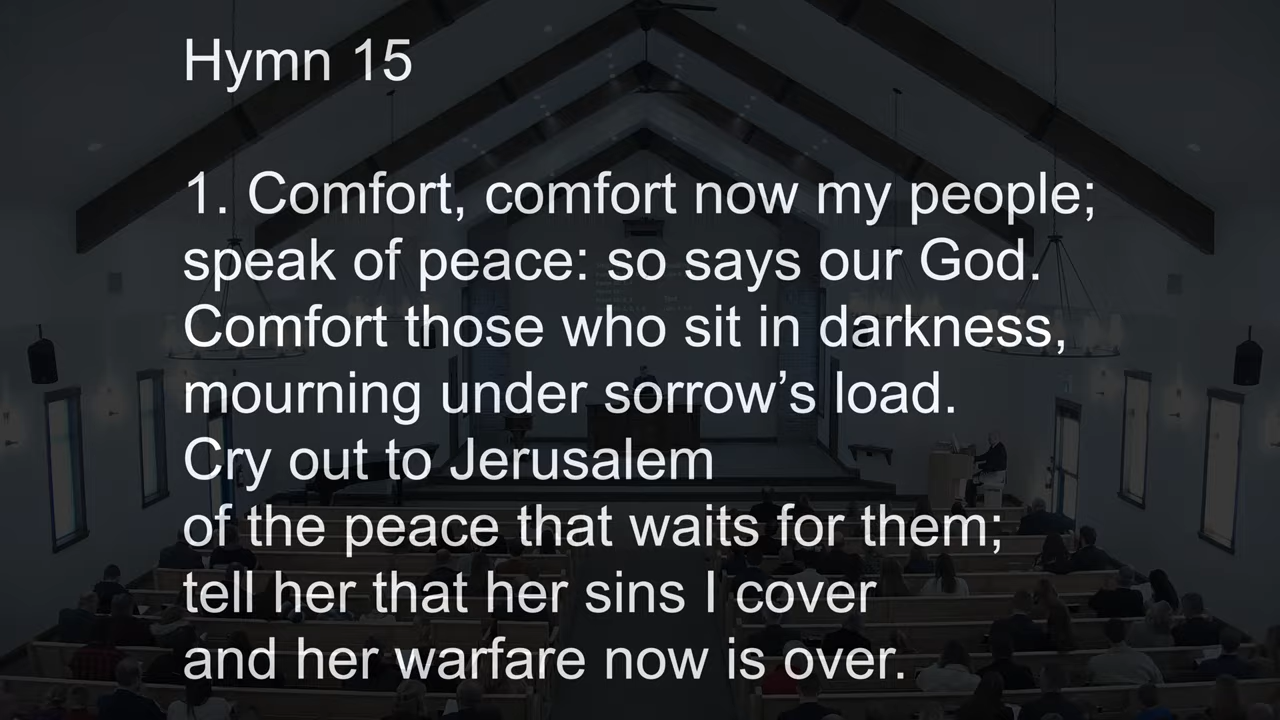 Hymn 15
1. Comfort, comfort now my people;
speak of peace: so says our God.
Comfort those who sit in darkness,
mourning under sorrow’s load.
Cry out to Jerusalem
of the peace that waits for them;
tell her that her sins I cover
and her warfare now is over.